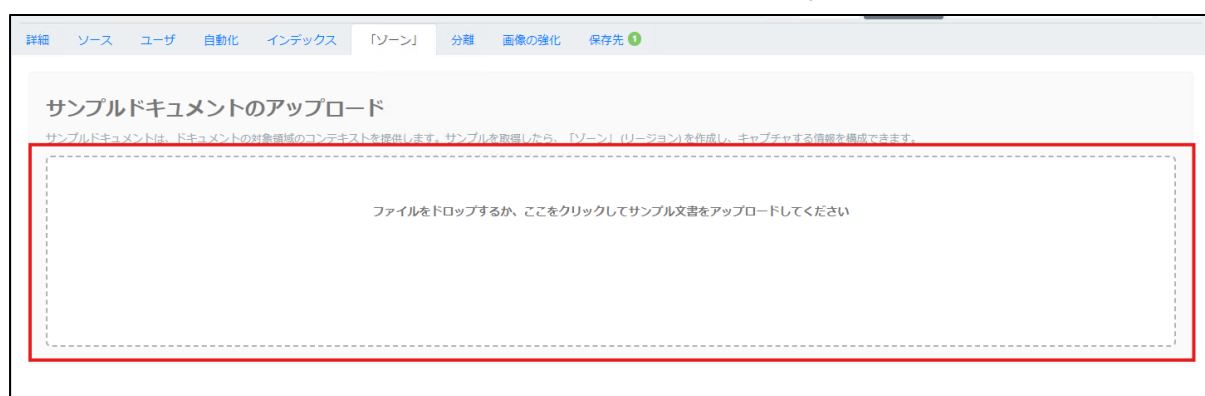 詳細 ソース ユーザ 自動化 インデックス 「ゾーン」 分離 画像の強化 保存先 1
サンプルドキュメントのアップロード
サンプルドキュメントは、ドキュメントの対象領域のコンテキストを提供します。サンプルを取得したら、「ゾーン」(リージョン)を作成し、キャプチャする情報を構成できます。
ファイルをドロップするか、ここをクリックしてサンプル文書をアップロードしてください